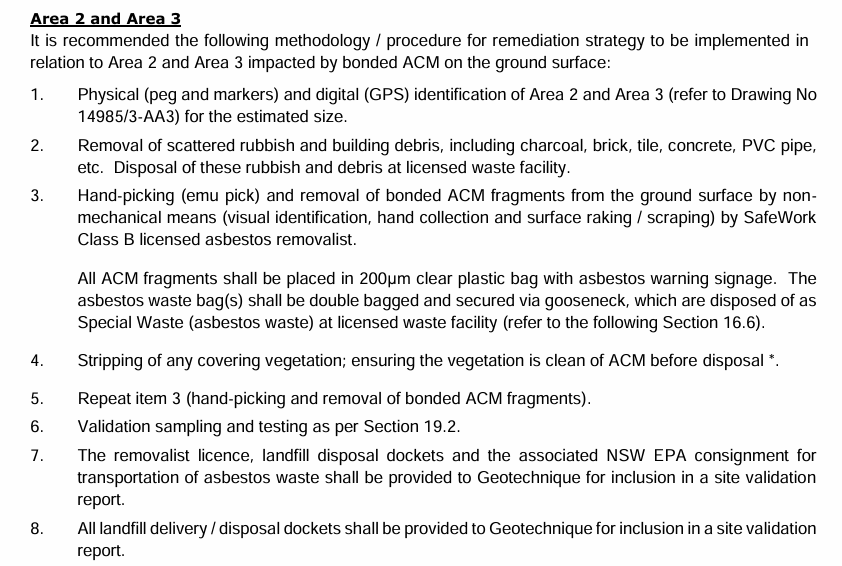 Area 2 and Area 3
It is recommended the following methodology / procedure for remediation strategy to be implemented in
relation to Area 2 and Area 3 impacted by bonded ACM on the ground surface:
1. Physical (peg and markers) and digital (GPS) identification of Area 2 and Area 3 (refer to Drawing No
14985/3-AA3) for the estimated size.
2. Removal of scattered rubbish and building debris, including charcoal, brick, tile, concrete, PVC pipe,
etc. Disposal of these rubbish and debris at licensed waste facility.
3. Hand-picking (emu pick) and removal of bonded ACM fragments from the ground surface by non-
mechanical means (visual identification, hand collection and surface raking / scraping) by SafeWork
Class B licensed asbestos removalist.
All ACM fragments shall be placed in 200µm clear plastic bag with asbestos warning signage. The
asbestos waste bag(s) shall be double bagged and secured via gooseneck, which are disposed of as
Special Waste (asbestos waste) at licensed waste facility (refer to the following Section 16.6).
4. Stripping of any covering vegetation; ensuring the vegetation is clean of ACM before disposal *.
5. Repeat item 3 (hand-picking and removal of bonded ACM fragments).
6. Validation sampling and testing as per Section 19.2.
7. The removalist licence, landfill disposal dockets and the associated NSW EPA consignment for
transportation of asbestos waste shall be provided to Geotechnique for inclusion in a site validation
report.
8. All landfill delivery / disposal dockets shall be provided to Geotechnique for inclusion in a site validation
report.